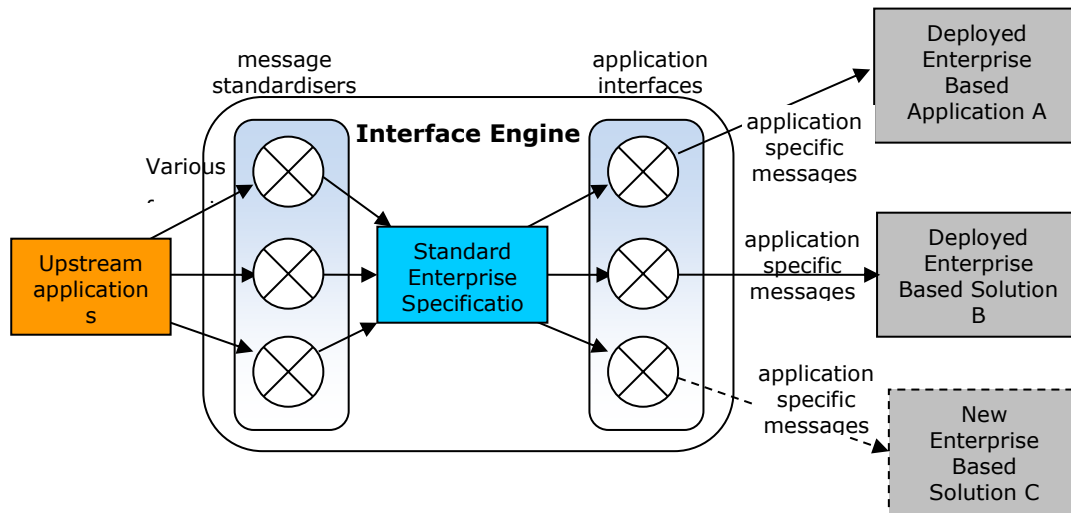 message
standardisers
application
interfaces
Interface Engine
Various
Upstream
application
s
Standard
Enterprise
Specificatio
application
specific
messages
Deployed
Enterprise
Based
Application A
application
specific
messages
Deployed
Enterprise
Based Solution
B
application
specific
messages
New
Enterprise
Based
Solution C